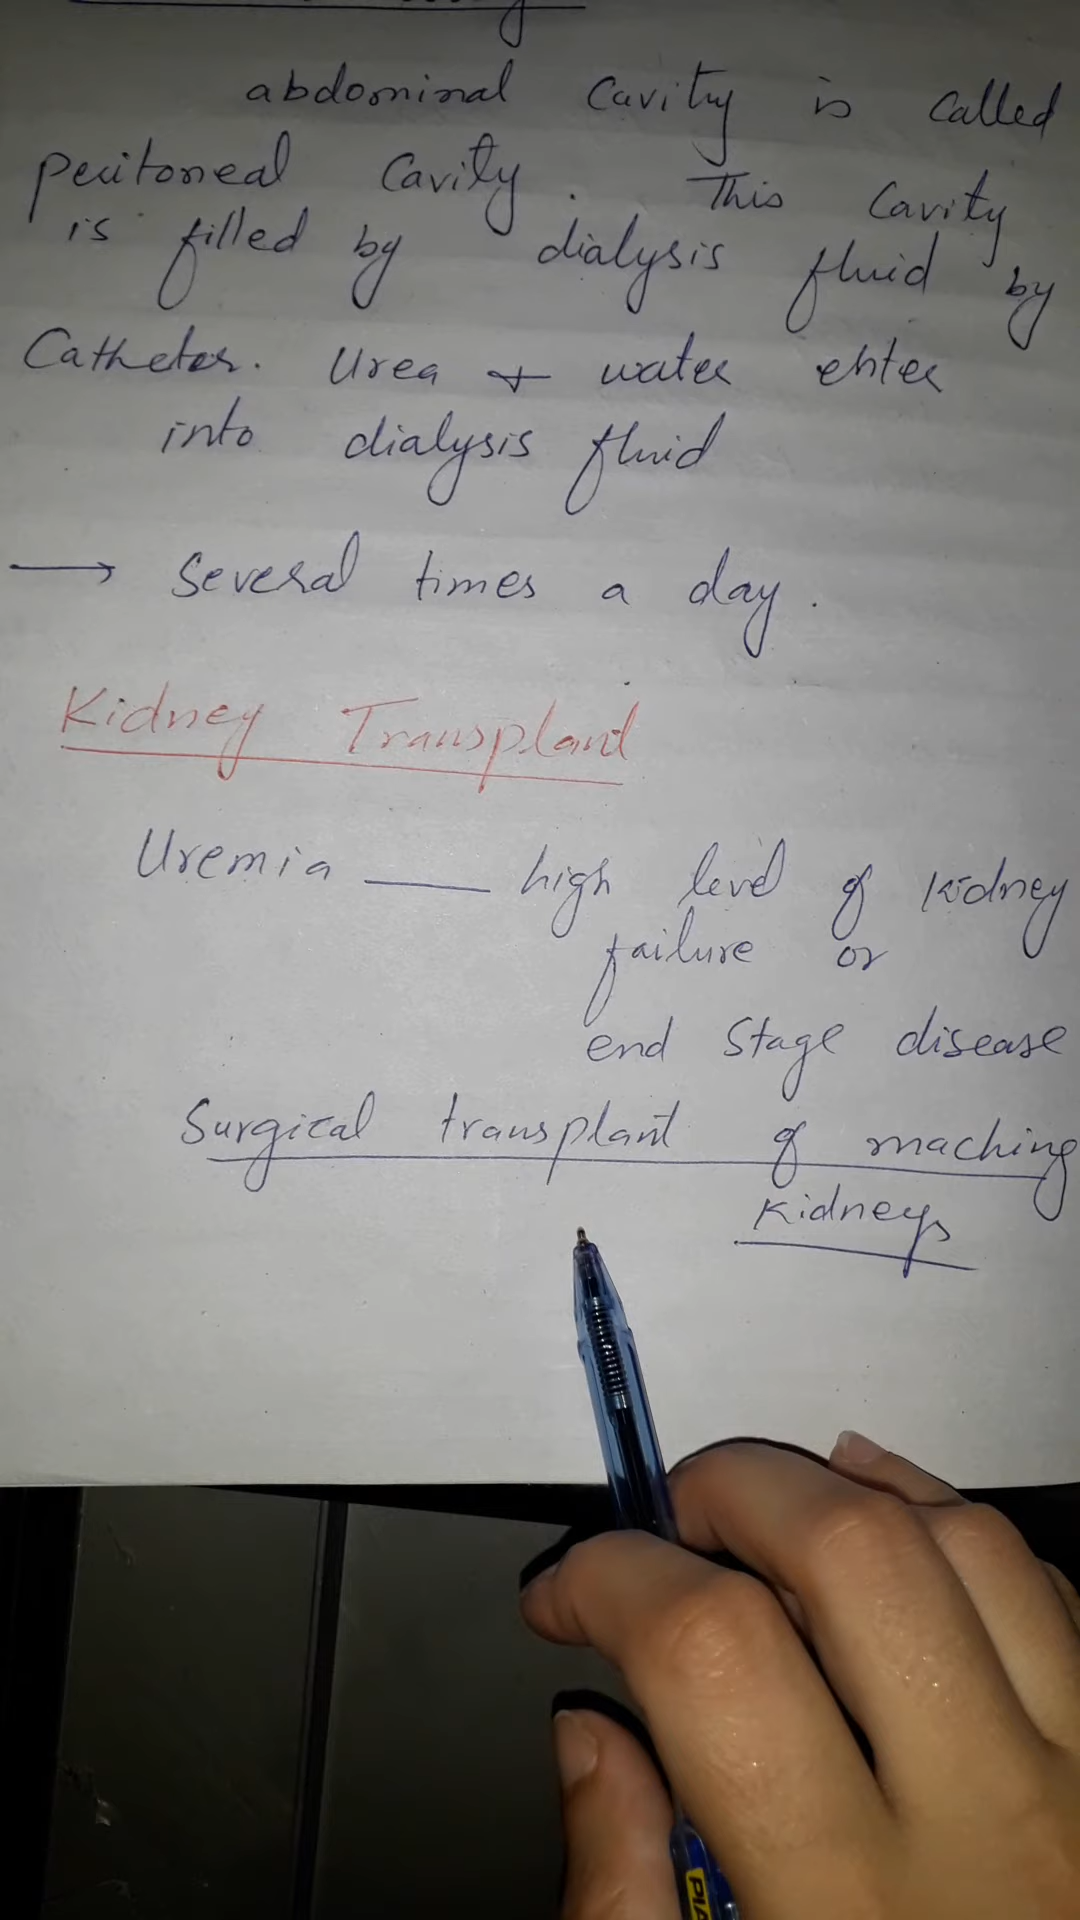 abdominal cavity is called
peritoneal cavity. This cavity
is filled by dialysis fluid by
Catheter. Urea + water enter
into dialysis fluid
→ Several times a day.
Kidney Transplant
Uremia — high level of kidney
failure or
end stage disease
Surgical transplant of maching
Kidneys
PIA